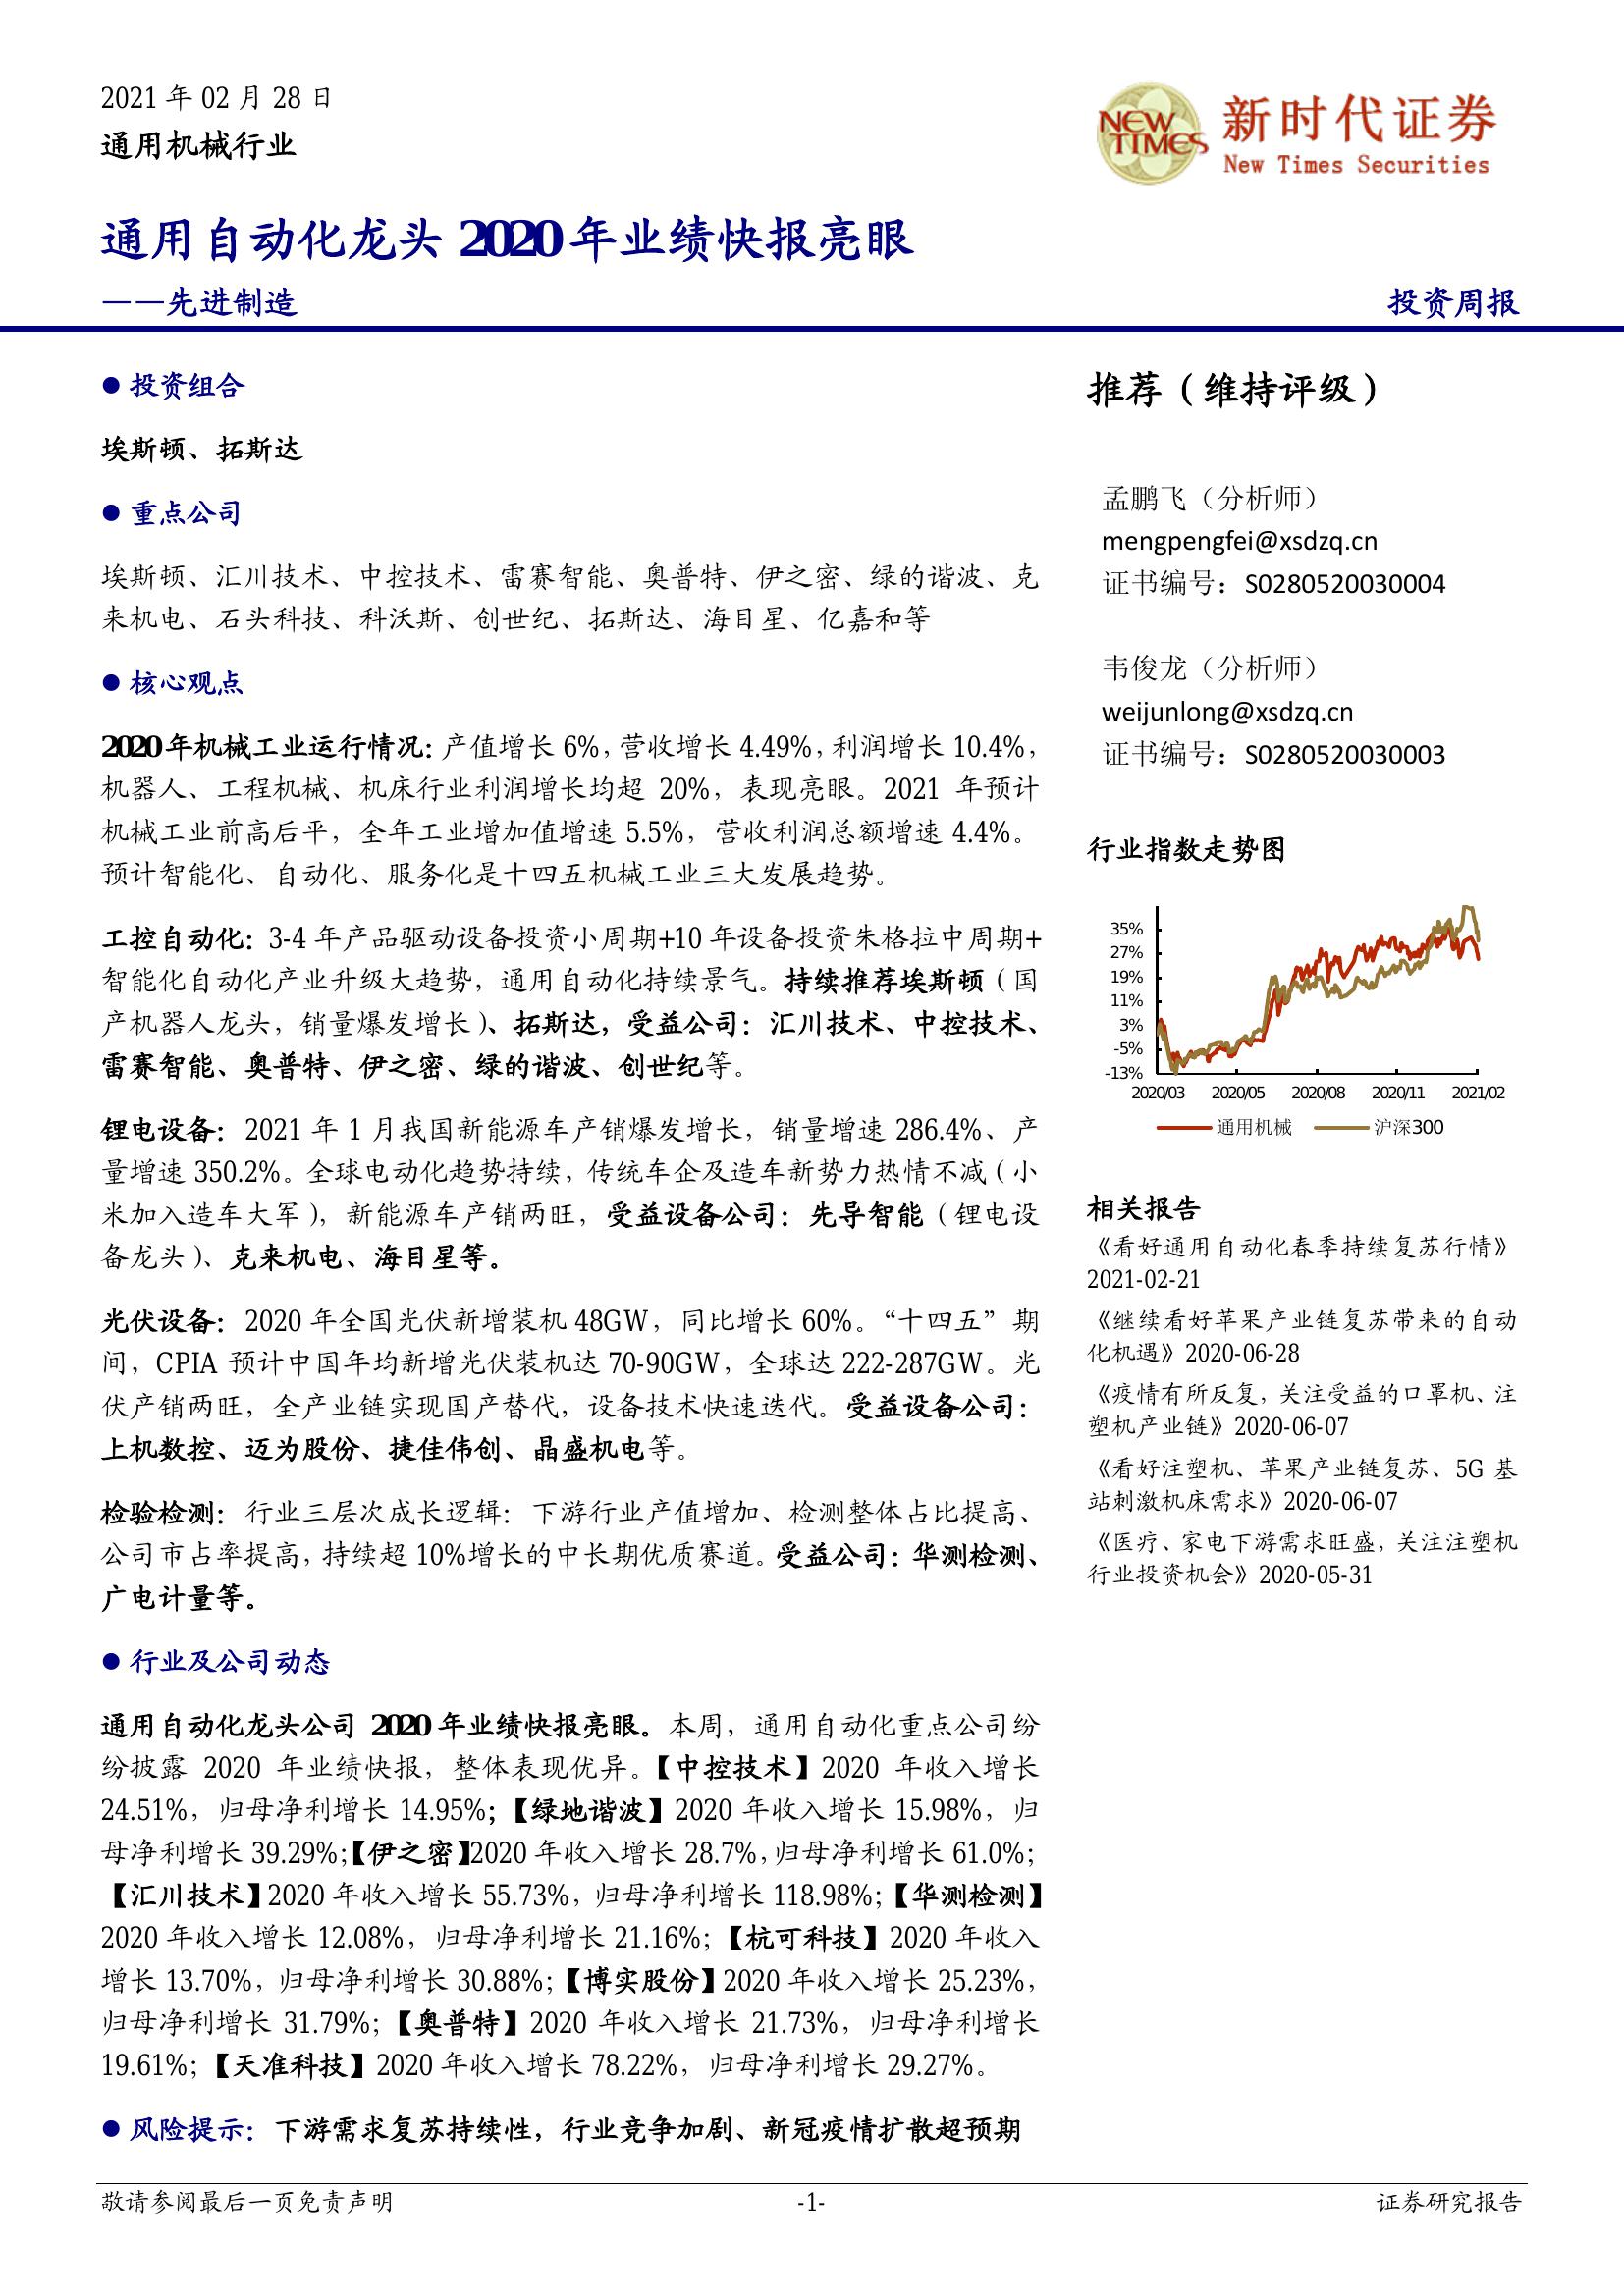 2021 年 02 月 28 日
通用机械行业
NEW TIMES
新时代证券
New Times Securities
通用自动化龙头 2020 年业绩快报亮眼
——先进制造
投资周报
● 投资组合
埃斯顿、拓斯达
● 重点公司
埃斯顿、汇川技术、中控技术、雷赛智能、奥普特、伊之密、绿的谐波、克
来机电、石头科技、科沃斯、创世纪、拓斯达、海目星、亿嘉和等
● 核心观点
2020 年机械工业运行情况：产值增长 6%，营收增长 4.49%，利润增长 10.4%，
机器人、工程机械、机床行业利润增长均超 20%，表现亮眼。2021 年预计
机械工业前高后平，全年工业增加值增速 5.5%，营收利润总额增速 4.4%。
预计智能化、自动化、服务化是十四五机械工业三大发展趋势。
工控自动化：3-4 年产品驱动设备投资小周期+10 年设备投资朱格拉中周期+
智能化自动化产业升级大趋势，通用自动化持续景气。持续推荐埃斯顿（国
产机器人龙头，销量爆发增长）、拓斯达，受益公司：汇川技术、中控技术、
雷赛智能、奥普特、伊之密、绿的谐波、创世纪等。
锂电设备：2021 年 1 月我国新能源车产销爆发增长，销量增速 286.4%、产
量增速 350.2%。全球电动化趋势持续，传统车企及造车新势力热情不减（小
米加入造车大军），新能源车产销两旺，受益设备公司：先导智能（锂电设
备龙头）、克来机电、海目星等。
光伏设备：2020 年全国光伏新增装机 48GW，同比增长 60%。“十四五”期
间，CPIA 预计中国年均新增光伏装机达 70-90GW，全球达 222-287GW。光
伏产销两旺，全产业链实现国产替代，设备技术快速迭代。受益设备公司：
上机数控、迈为股份、捷佳伟创、晶盛机电等。
检验检测：行业三层次成长逻辑：下游行业产值增加、检测整体占比提高、
公司市占率提高，持续超 10%增长的中长期优质赛道。受益公司：华测检测、
广电计量等。
● 行业及公司动态
通用自动化龙头公司 2020 年业绩快报亮眼。本周，通用自动化重点公司纷
纷披露 2020 年业绩快报，整体表现优异。【中控技术】2020 年收入增长
24.51%，归母净利增长 14.95%；【绿地谐波】2020 年收入增长 15.98%，归
母净利增长 39.29%；【伊之密】2020 年收入增长 28.7%，归母净利增长 61.0%；
【汇川技术】2020 年收入增长 55.73%，归母净利增长 118.98%；【华测检测】
2020 年收入增长 12.08%，归母净利增长 21.16%；【杭可科技】2020 年收入
增长 13.70%，归母净利增长 30.88%；【博实股份】2020 年收入增长 25.23%，
归母净利增长 31.79%；【奥普特】2020 年收入增长 21.73%，归母净利增长
19.61%；【天准科技】2020 年收入增长 78.22%，归母净利增长 29.27%。
● 风险提示：下游需求复苏持续性，行业竞争加剧、新冠疫情扩散超预期
推荐（维持评级）
孟鹏飞（分析师）
mengpengfei@xsdzq.cn
证书编号：S0280520030004
韦俊龙（分析师）
weijunlong@xsdzq.cn
证书编号：S0280520030003
行业指数走势图
35%
27%
19%
11%
3%
-5%
-13%
2020/03 2020/05 2020/08 2020/11 2021/02
通用机械 沪深300
相关报告
《看好通用自动化春季持续复苏行情》
2021-02-21
《继续看好苹果产业链复苏带来的自动
化机遇》2020-06-28
《疫情有所反复，关注受益的口罩机、注
塑机产业链》2020-06-07
《看好注塑机、苹果产业链复苏、5G 基
站刺激机床需求》2020-06-07
《医疗、家电下游需求旺盛，关注注塑机
行业投资机会》2020-05-31
敬请参阅最后一页免责声明
-1-
证券研究报告